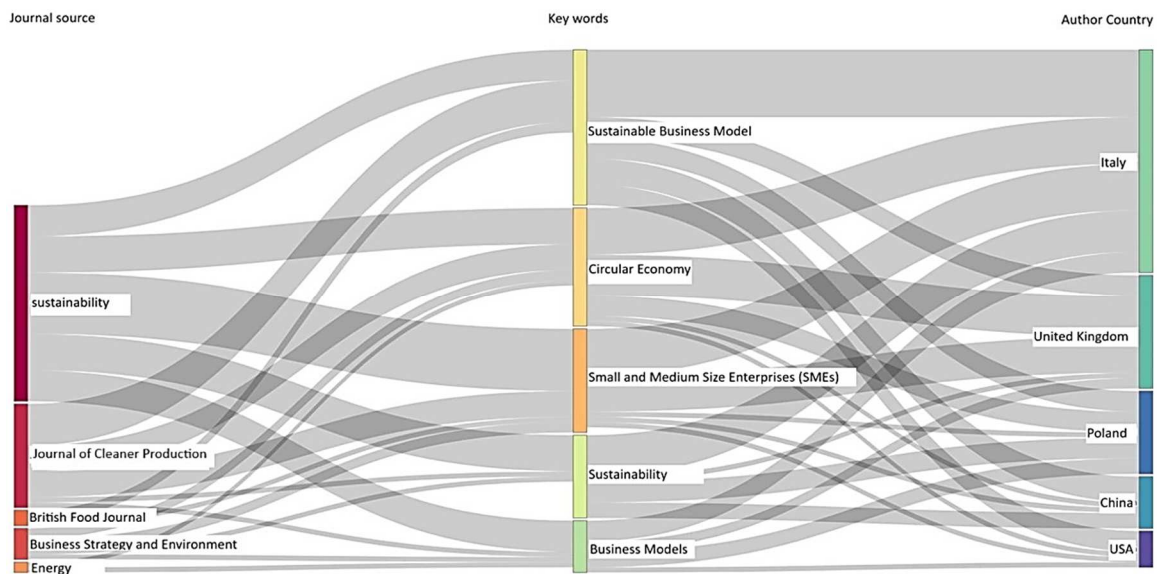 Journal source
Key words
Author Country
Sustainable Business Model
Italy
Circular Economy
sustainability
United Kingdom
Small and Medium Size Enterprises (SMEs)
Poland
Journal of Cleaner Production
Sustainability
China
British Food Journal
Business Strategy and Environment
Business Models
USA
Energy